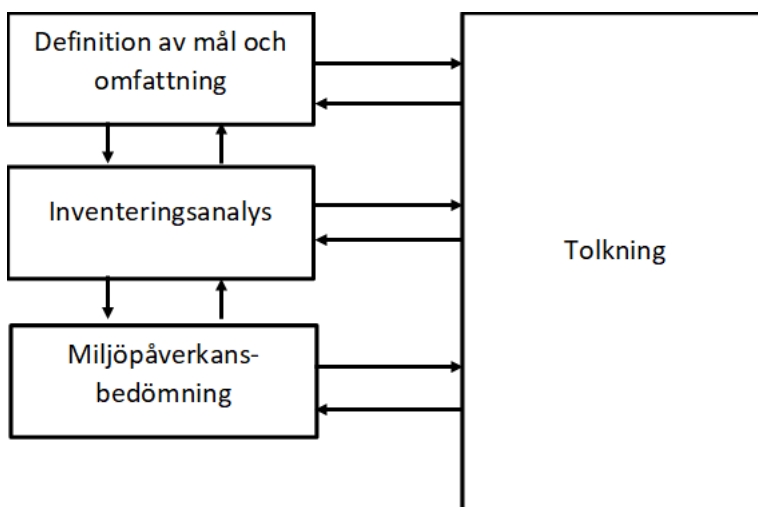 Definition av mål och
omfattning
Inventeringsanalys
Tolkning
Miljöpåverkans-
bedömning